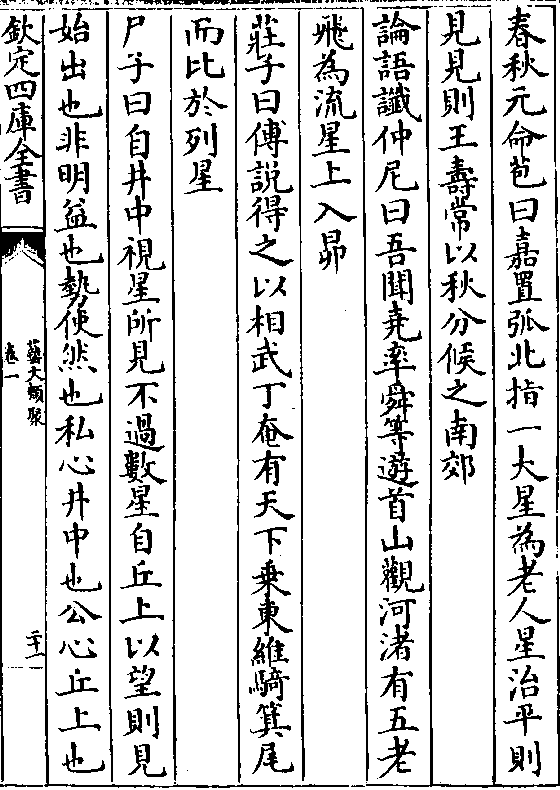 春秋元命苞曰嘉置弧北指一大星為老人星治平則
見見則王壽常以秋分候之南郊
論語讖仲尼曰吾聞堯率舜等遊首山觀河渚有五老
飛為流星上入昴
莊子曰傅説得之以相武丁奄有天下乗東維騎箕尾
而比於列星
尸子曰自井中視星所見不過數星自丘上以望則見
始出也非明益也勢使然也私心井中也公心丘上也
欽定四庫全書
藝文類聚
卷一
二十一